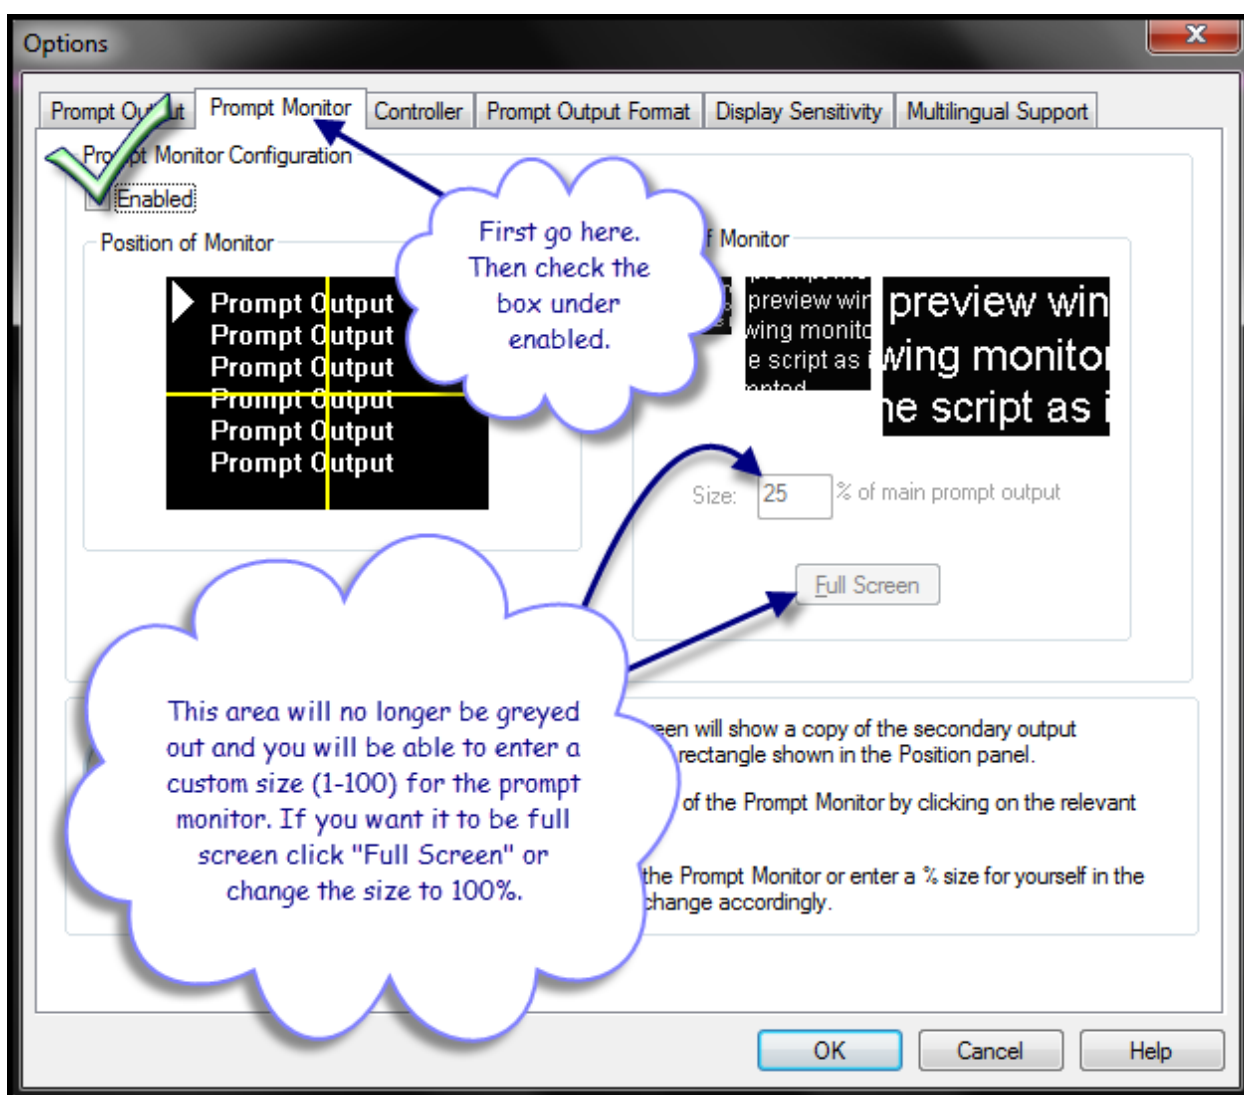 Options
Prompt Output Prompt Monitor Controller Prompt Output Format Display Sensitivity Multilingual Support
Prompt Monitor Configuration
Enabled
Position of Monitor
f Monitor
First go here.
Then check the
box under
enabled.
Prompt Output
Prompt Output
Prompt Output
Prompt Output
Prompt Output
Prompt Output
preview win
wing monito
e script as i
preview win
wing monitor
he script as i
Size: 25 % of main prompt output
Full Screen
This area will no longer be greyed
out and you will be able to enter a
custom size (1-100) for the prompt
monitor. If you want it to be full
screen click "Full Screen" or
change the size to 100%.
een will show a copy of the secondary output
rectangle shown in the Position panel.
of the Prompt Monitor by clicking on the relevant
the Prompt Monitor or enter a % size for yourself in the
change accordingly.
OK Cancel Help